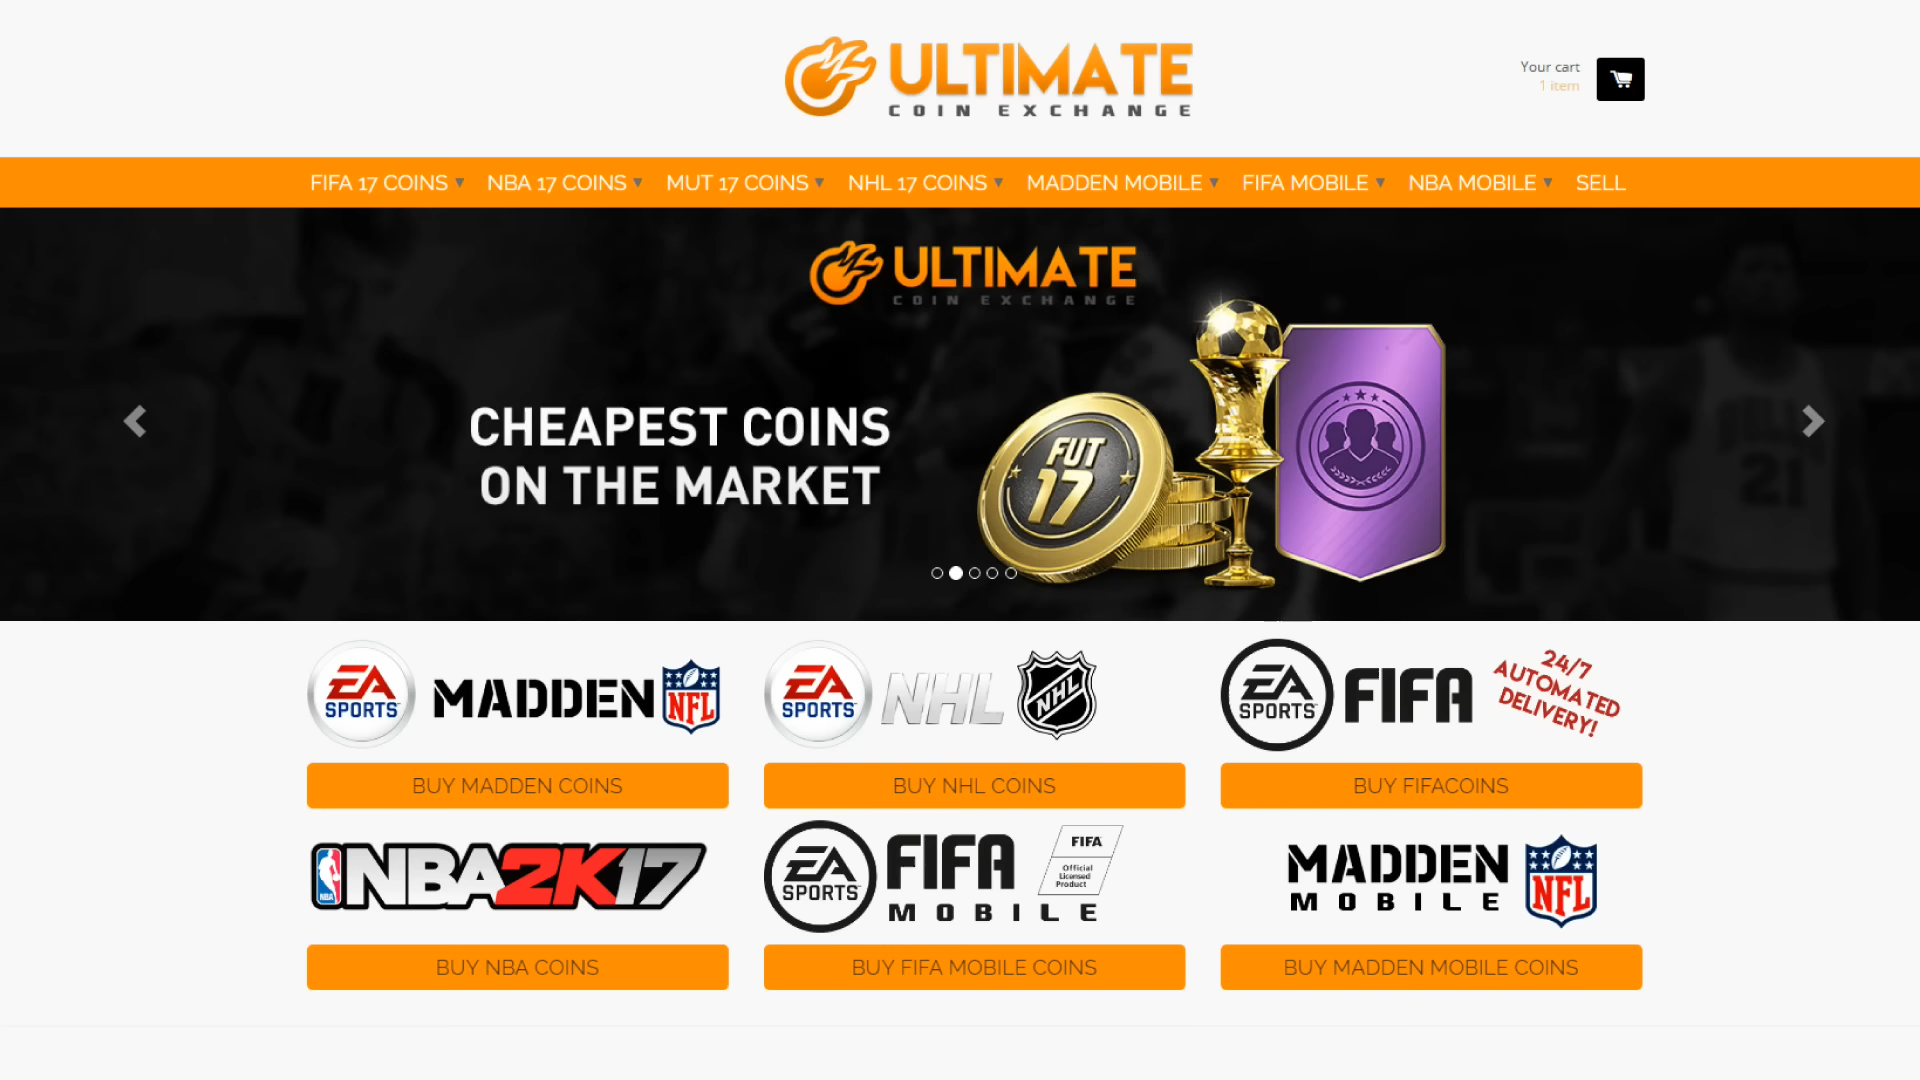 ULTIMATE
COIN EXCHANGE
Your cart
1 item
FIFA 17 COINS NBA 17 COINS MUT 17 COINS NHL 17 COINS MADDEN MOBILE FIFA MOBILE NBA MOBILE SELL
ULTIMATE
COIN EXCHANGE
CHEAPEST COINS
ON THE MARKET
FUT
17
21
EA
SPORTS
MADDEN
NFL
EA
SPORTS
NHL
NHL
EA
SPORTS
FIFA
24/7
AUTOMATED
DELIVERY!
BUY MADDEN COINS
BUY NHL COINS
BUY FIFACOINS
NBA
NBA2K17
EA
SPORTS
FIFA
MOBILE
FIFA
Official
Licensed
Product
MADDEN
MOBILE
NFL
BUY NBA COINS
BUY FIFA MOBILE COINS
BUY MADDEN MOBILE COINS